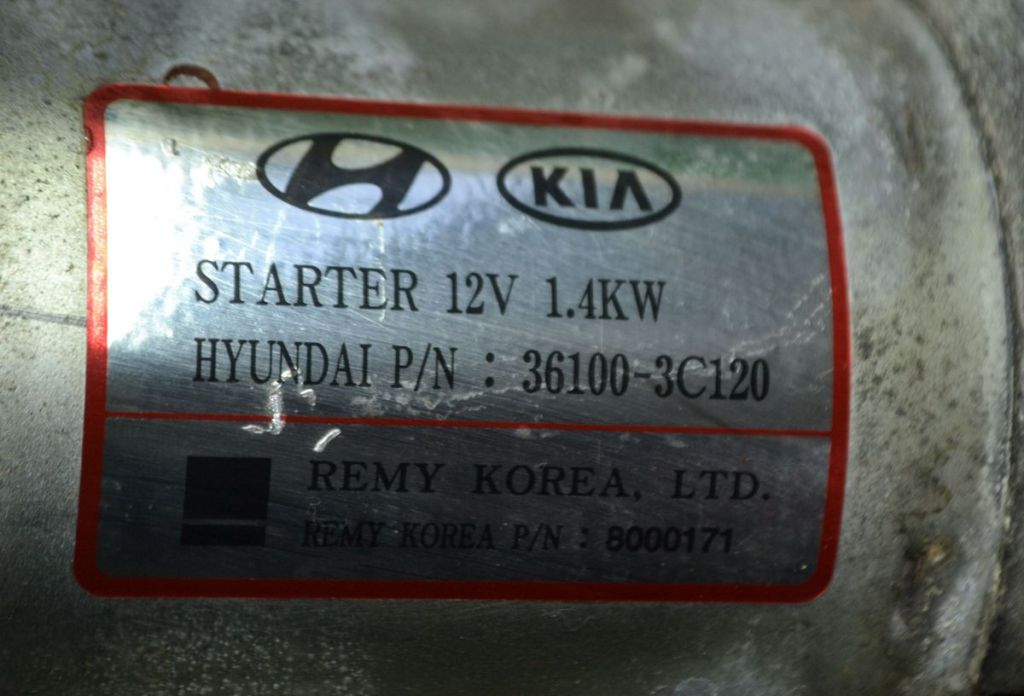 KIA
STARTER 12V 1.4KW
HYUNDAI P/N : 36100-3C120
REMY KOREA, LTD.
REMY KOREA P/N : 8000171